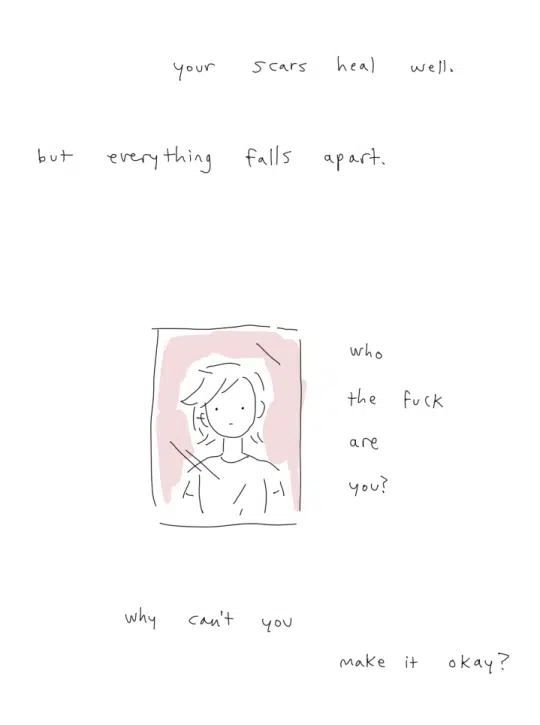 your scars heal well.
but everything falls apart.
who
the fuck
are
you?
why can't you
make it okay?